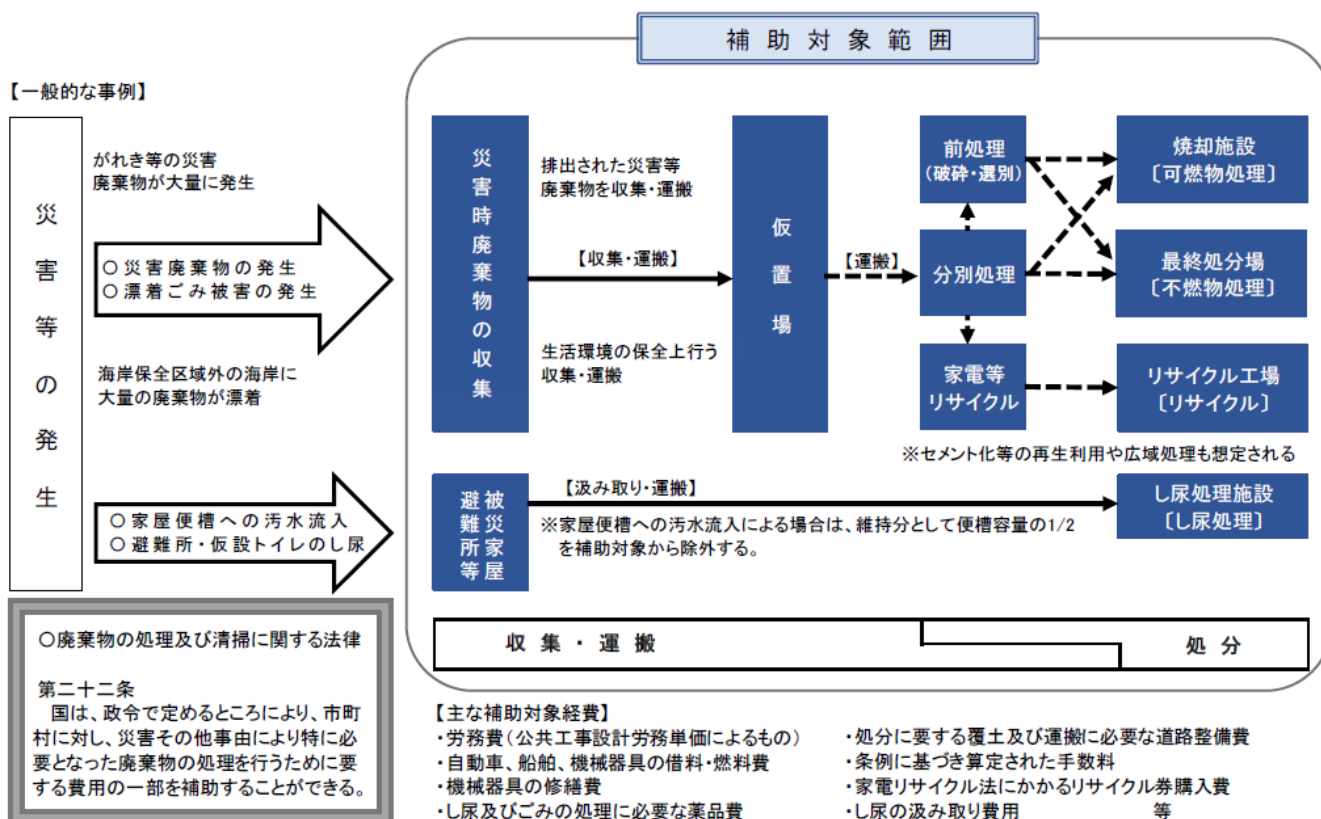 補助対象範囲
【一般的な事例】
災害等の発生
がれき等の災害
廃棄物が大量に発生
○災害廃棄物の発生
○漂着ごみ被害の発生
海岸保全区域外の海岸に
大量の廃棄物が漂着
○家屋便槽への汚水流入
○避難所・仮設トイレのし尿
災害時廃棄物の収集
排出された災害等
廃棄物を収集・運搬
【収集・運搬】
生活環境の保全上行う
収集・運搬
仮置場
【運搬】
前処理
(破砕・選別)
分別処理
家電等
リサイクル
焼却施設
〔可燃物処理〕
最終処分場
〔不燃物処理〕
リサイクル工場
〔リサイクル〕
※セメント化等の再生利用や広域処理も想定される
被災家屋
避難所等
【汲み取り・運搬】
※家屋便槽への汚水流入による場合は、維持分として便槽容量の1/2
を補助対象から除外する。
し尿処理施設
〔し尿処理〕
収集・運搬
処分
○廃棄物の処理及び清掃に関する法律
第二十二条
国は、政令で定めるところにより、市町
村に対し、災害その他事由により特に必
要となった廃棄物の処理を行うために要
する費用の一部を補助することができる。
【主な補助対象経費】
・労務費(公共工事設計労務単価によるもの)
・自動車、船舶、機械器具の借料・燃料費
・機械器具の修繕費
・し尿及びごみの処理に必要な薬品費
・処分に要する覆土及び運搬に必要な道路整備費
・条例に基づき算定された手数料
・家電リサイクル法にかかるリサイクル券購入費
・し尿の汲み取り費用 等